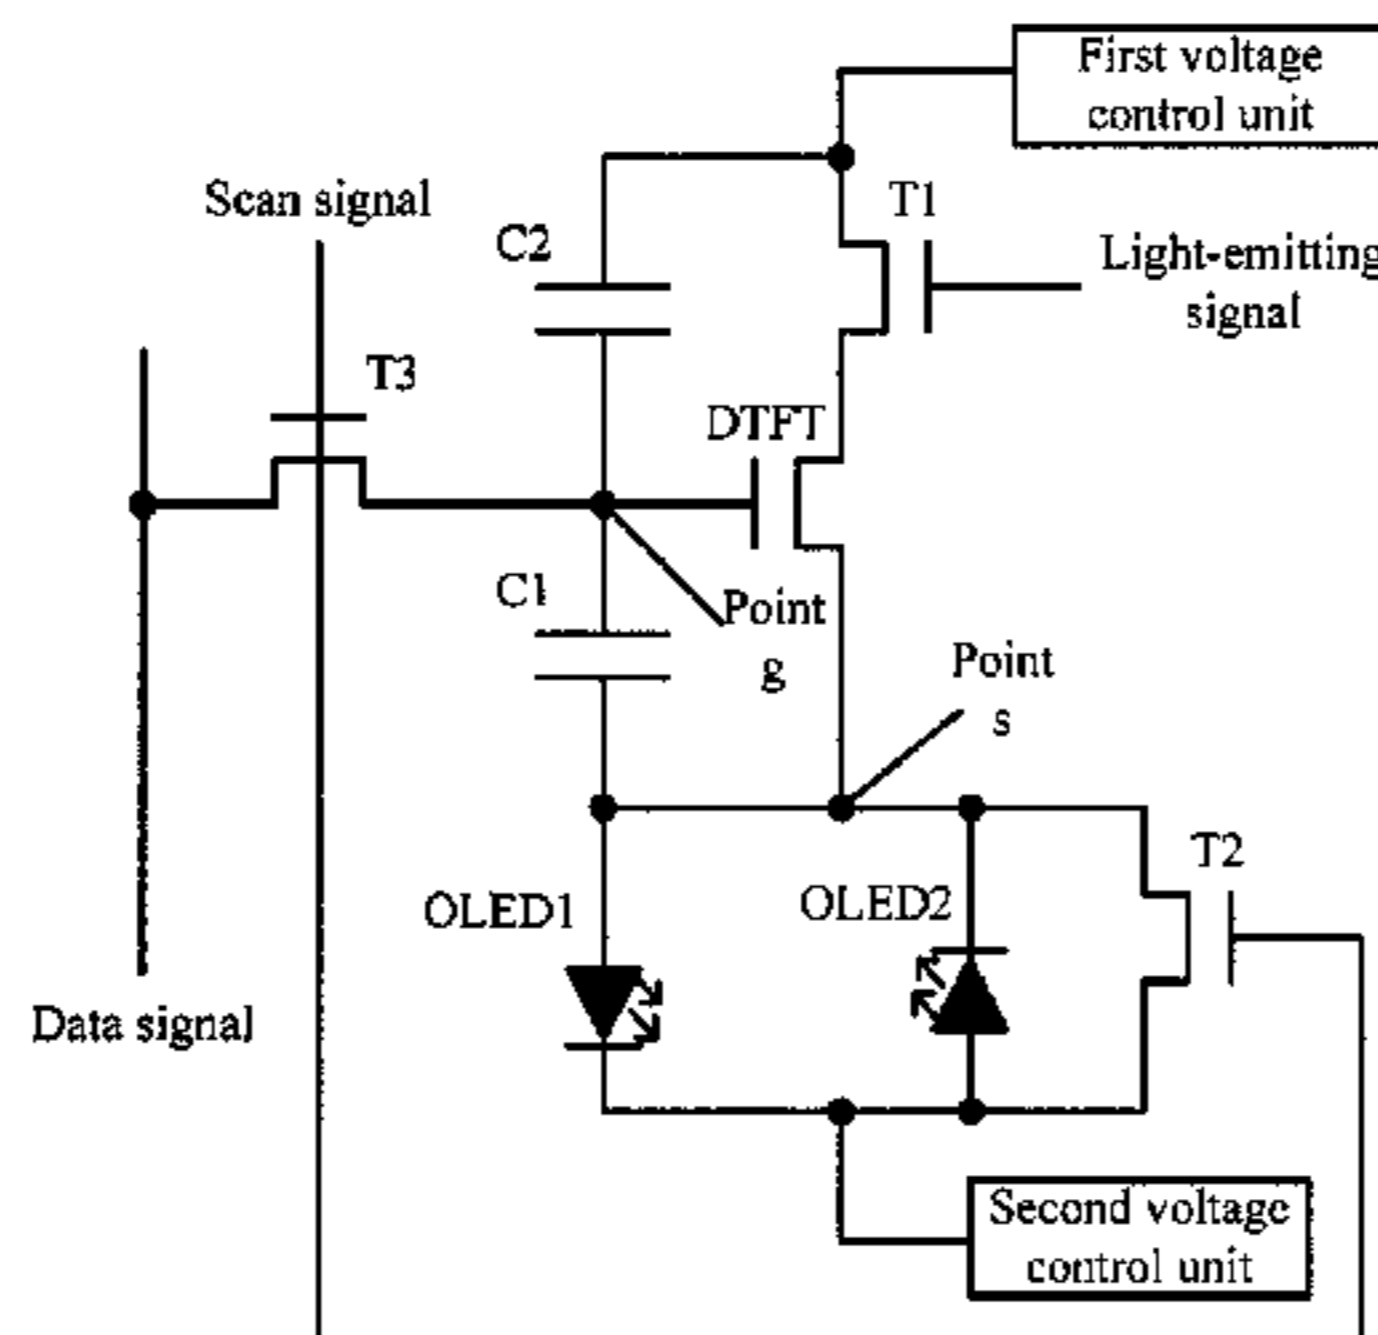 First voltage
control unit
Scan signal
T1
C2
Light-emitting
signal
T3
DTFT
C1
Point
g
Point
s
T2
OLED1
OLED2
Data signal
Second voltage
control unit